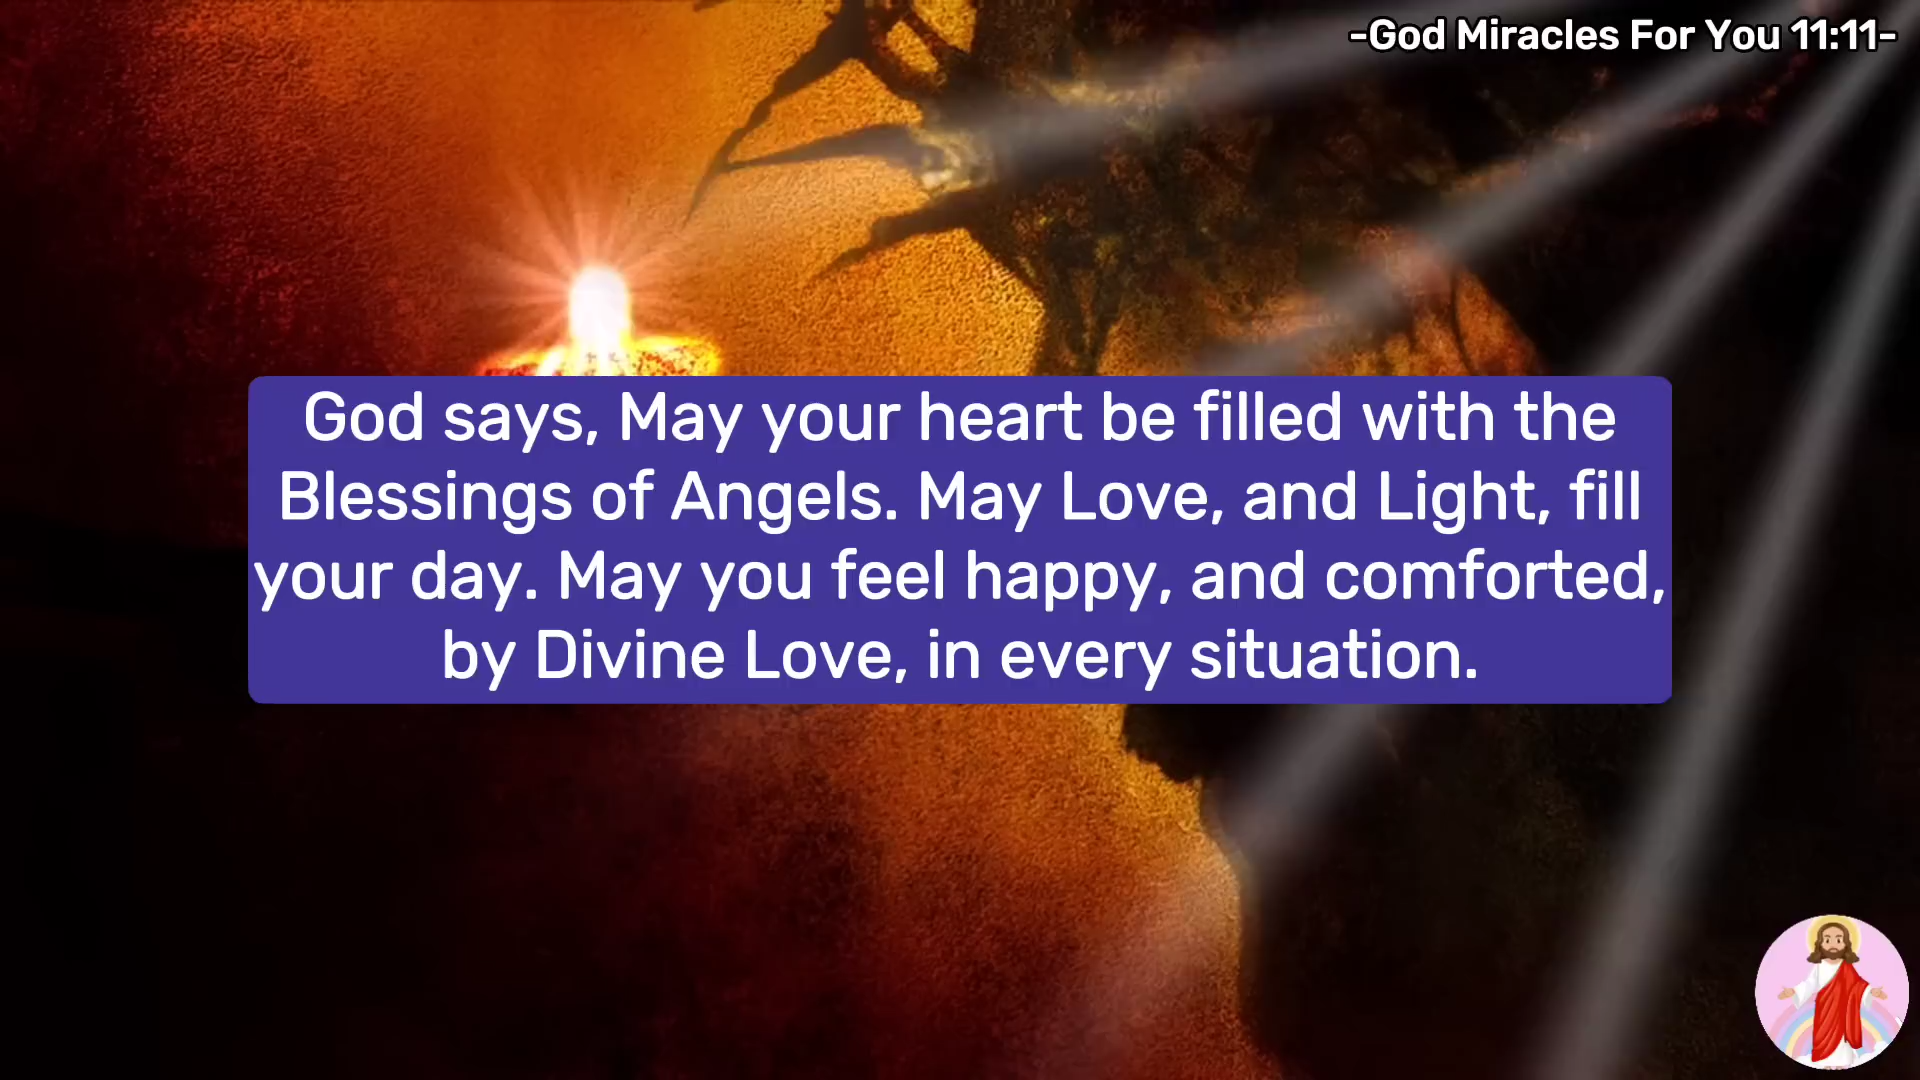 -God Miracles For You 11:11-
God says, May your heart be filled with the
Blessings of Angels. May Love, and Light, fill
your day. May you feel happy, and comforted,
by Divine Love, in every situation.